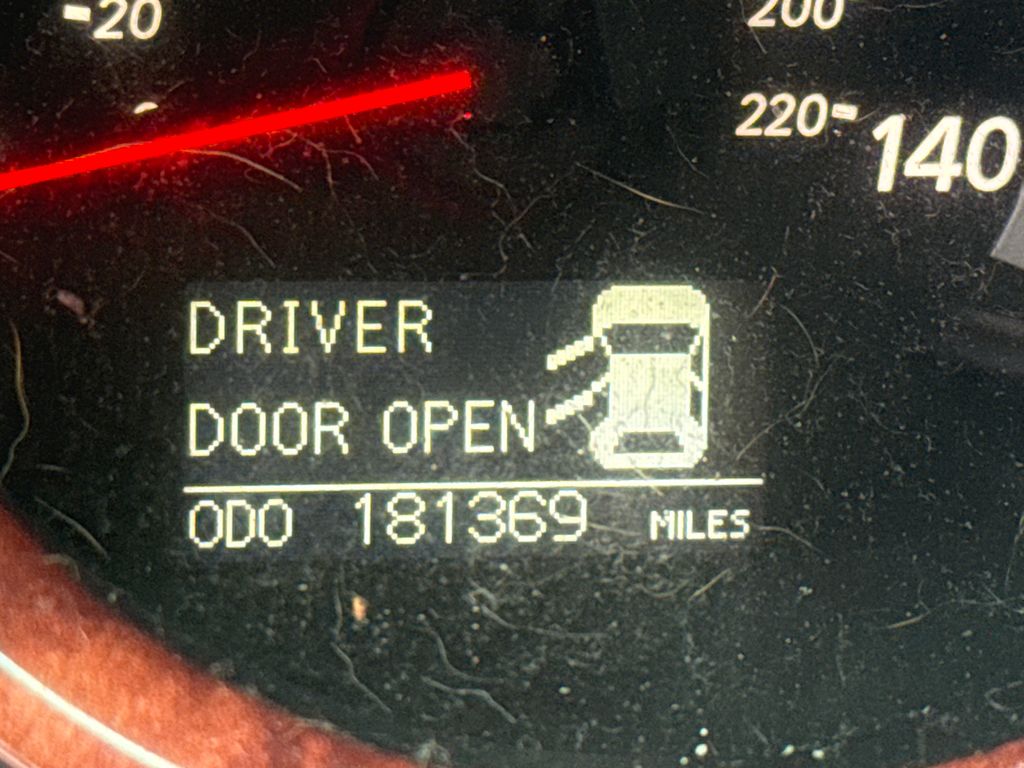 20
200
220
140
DRIVER
DOOR OPEN
ODO 181369 MILES